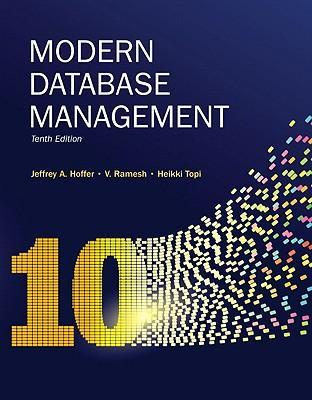 MODERN
DATABASE
MANAGEMENT
Tenth Edition
Jeffrey A. Hoffer • V. Ramesh • Heikki Topi
10